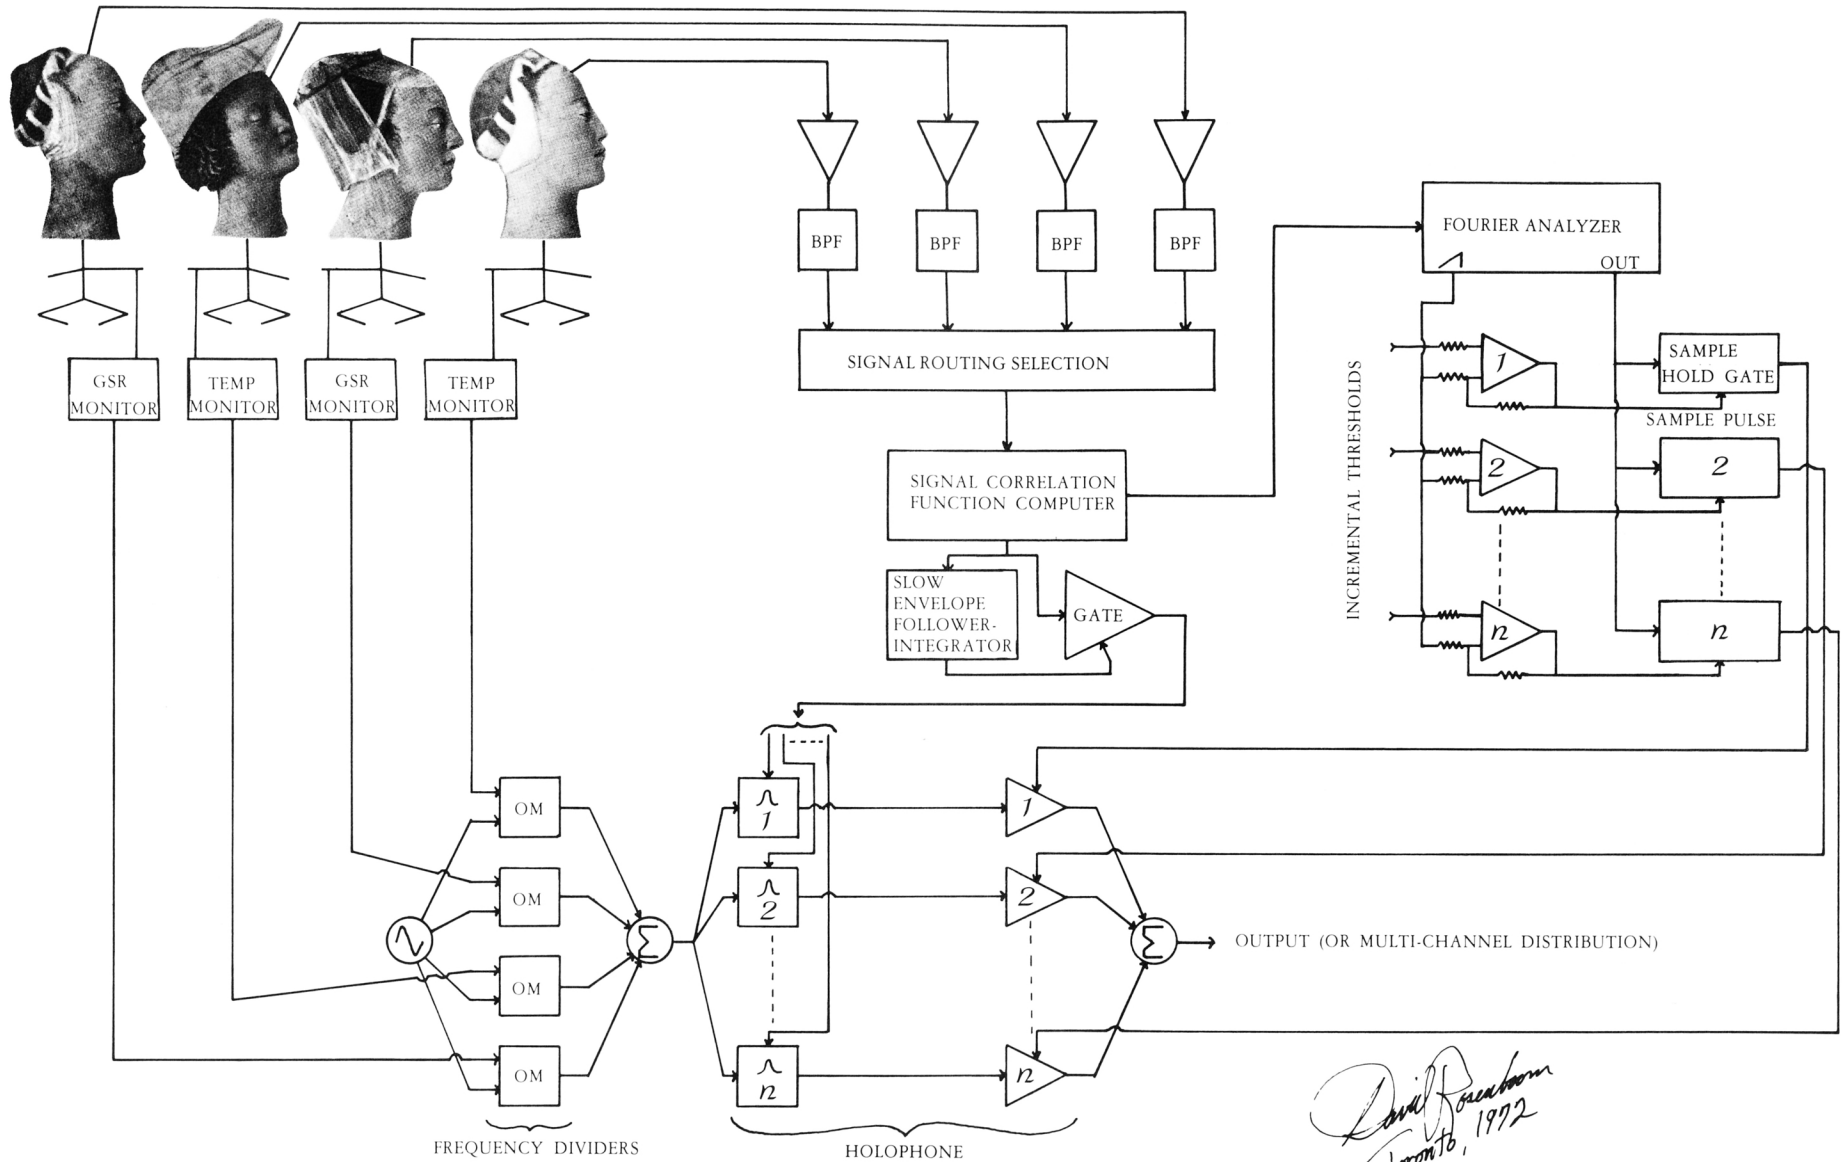 BPF
BPF
BPF
BPF
FOURIER ANALYZER
OUT
SIGNAL ROUTING SELECTION
GSR
MONITOR
TEMP
MONITOR
GSR
MONITOR
TEMP
MONITOR
INCREMENTAL THRESHOLDS
1
SAMPLE
HOLD GATE
SAMPLE PULSE
2
2
n
n
SIGNAL CORRELATION
FUNCTION COMPUTER
SLOW
ENVELOPE
FOLLOWER-
INTEGRATOR
GATE
OM
OM
OM
OM
Σ
1
2
n
1
2
n
Σ
OUTPUT (OR MULTI-CHANNEL DISTRIBUTION)
FREQUENCY DIVIDERS
HOLOPHONE
David Rosenboom
Toronto, 1972